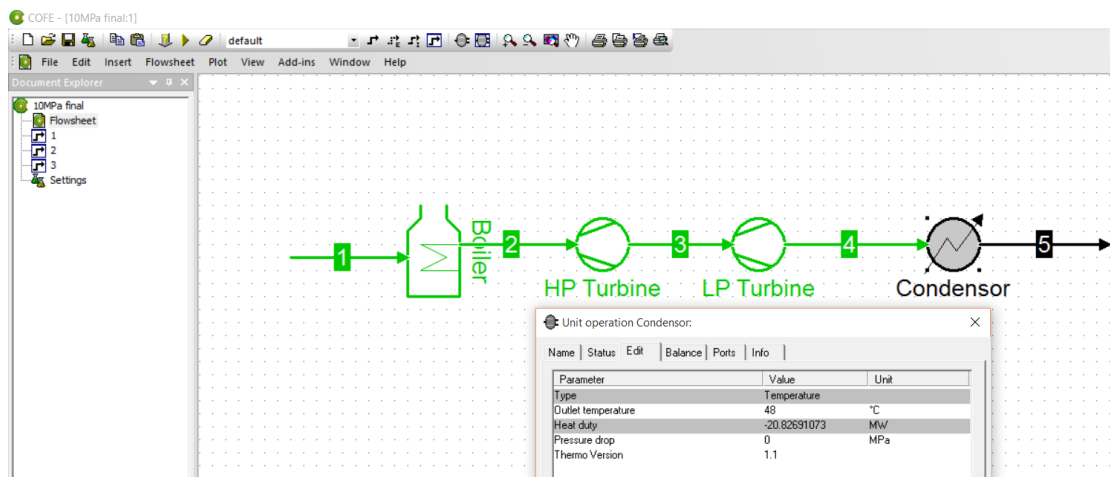 COFE - [10MPa final:1]
default
File Edit Insert Flowsheet Plot View Add-ins Window Help
Document Explorer
10MPa final
Flowsheet
1
2
3
Settings
1
Boiler
2
3
4
5
HP Turbine
LP Turbine
Condensor
Unit operation Condensor:
Name Status Edit Balance Ports Info
Parameter Value Unit
Type Temperature
Outlet temperature 48 °C
Heat duty -20.82691073 MW
Pressure drop 0 MPa
Thermo Version 1.1